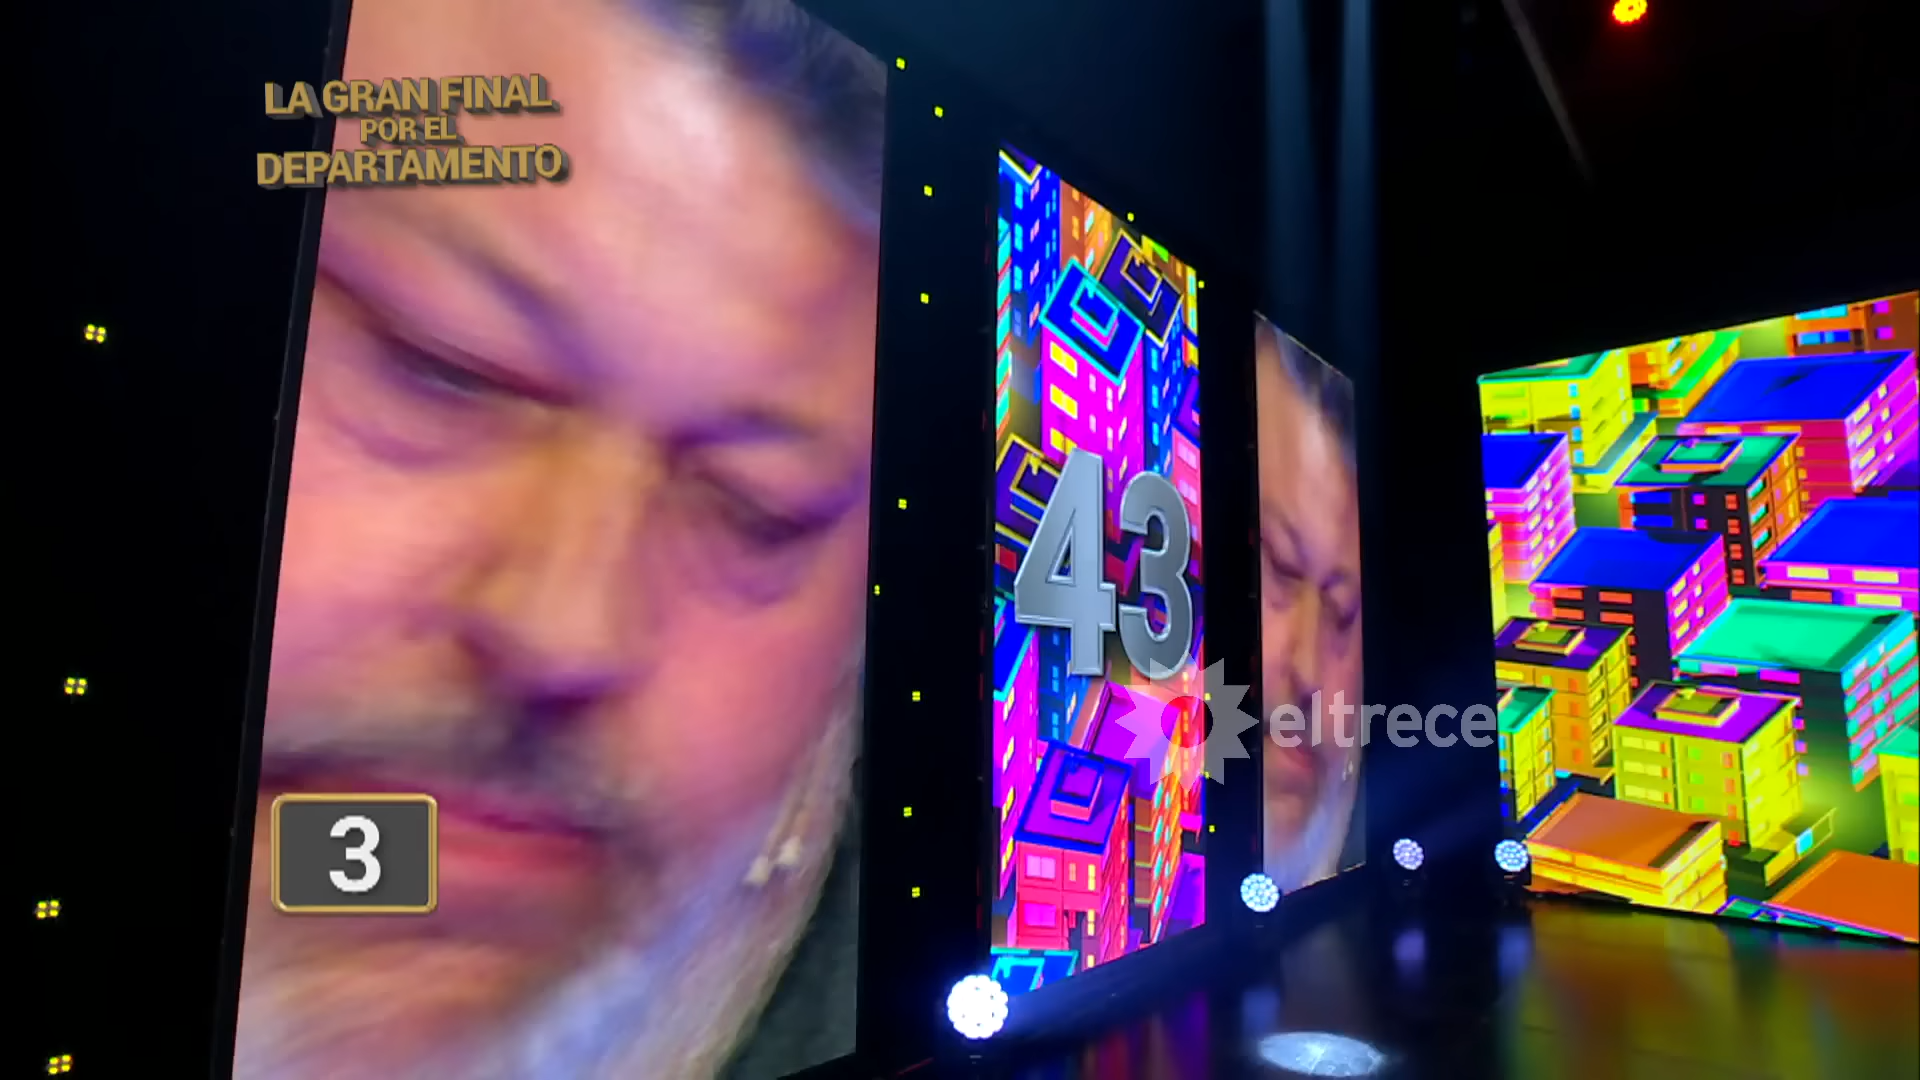 LA GRAN FINAL
POR EL
DEPARTAMENTO
43
eltrece
3